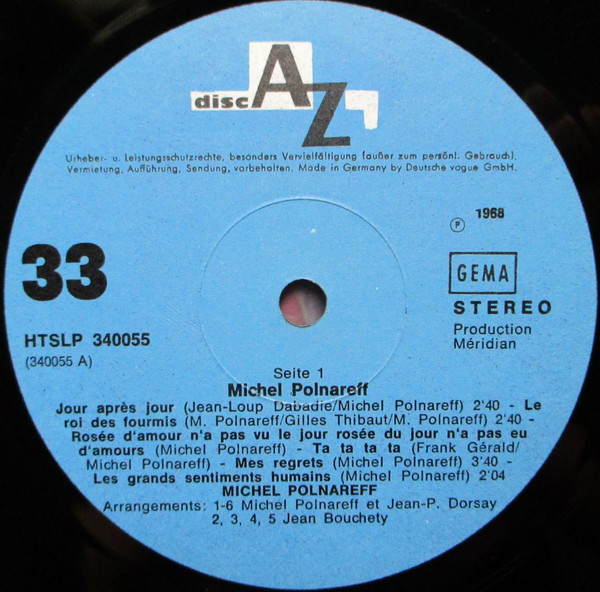 disc AZ
Urheber- u. Leistungsschutzrechte, besonders Vervielfältigung (außer zum persönl. Gebrauch),
Vermietung, Aufführung, Sendung, vorbehalten. Made in Germany by Deutsche vogue GmbH.
℗ 1968
33
GEMA
STEREO
HTSLP 340055
Production
Méridian
(340055 A)
Seite 1
Michel Polnareff
Jour après jour (Jean-Loup Dabadie/Michel Polnareff) 2'40 - Le
roi des fourmis (M. Polnareff/Gilles Thibaut/M. Polnareff) 2'40 -
Rosée d'amour n'a pas vu le jour rosée du jour n'a pas eu
d'amours (Michel Polnareff) - Ta ta ta ta (Frank Gérald/
Michel Polnareff) - Mes regrets (Michel Polnareff) 3'40 -
Les grands sentiments humains (Michel Polnareff) 2'04
MICHEL POLNAREFF
Arrangements: 1-6 Michel Polnareff et Jean-P. Dorsay
2, 3, 4, 5 Jean Bouchety